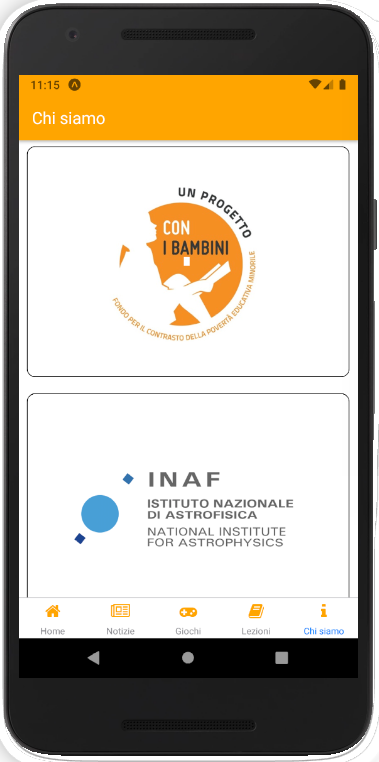 11:15
Chi siamo
UN PROGETTO
CON
I BAMBINI
FONDO PER IL CONTRASTO DELLA POVERTÀ EDUCATIVA MINORILE
INAF
ISTITUTO NAZIONALE
DI ASTROFISICA
NATIONAL INSTITUTE
FOR ASTROPHYSICS
Home Notizie Giochi Lezioni Chi siamo